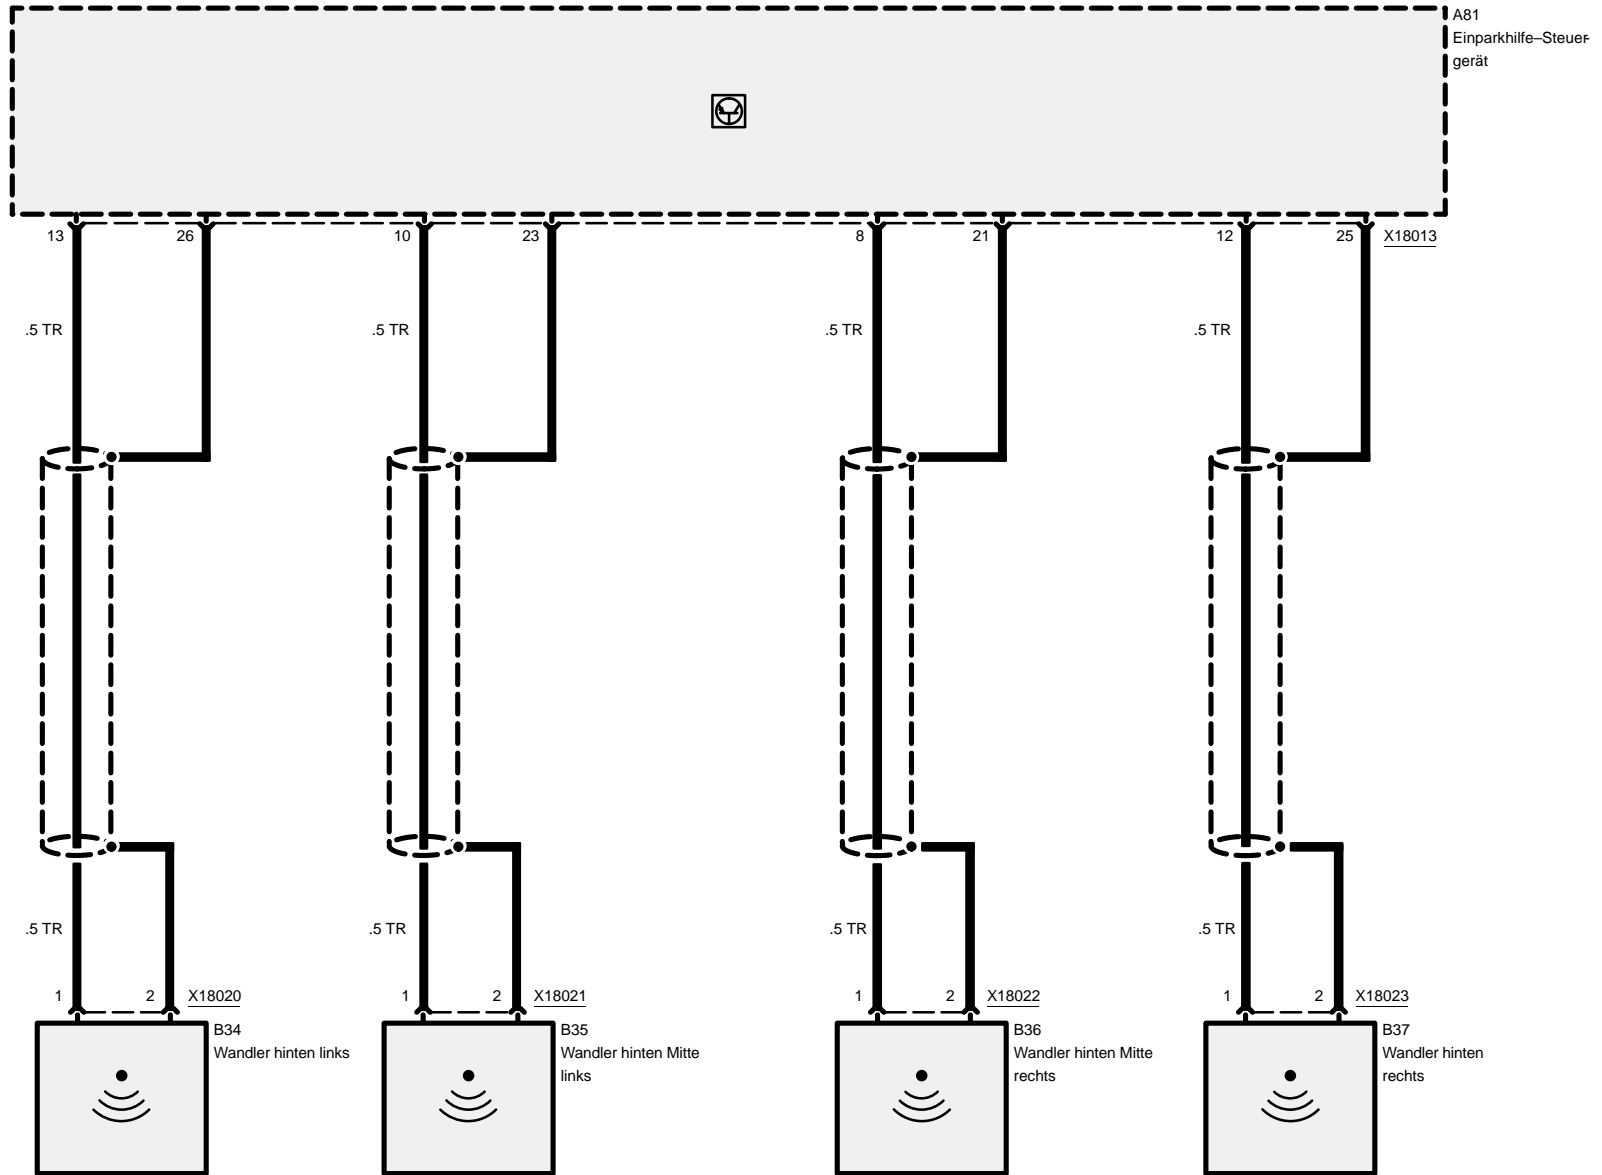 A81
Einparkhilfe–Steuer-
gerät
13 26 10 23 8 21 12 25 X18013
.5 TR .5 TR .5 TR .5 TR
.5 TR .5 TR .5 TR .5 TR
1 2 X18020 1 2 X18021 1 2 X18022 1 2 X18023
B34
Wandler hinten links
B35
Wandler hinten Mitte
links
B36
Wandler hinten Mitte
rechts
B37
Wandler hinten
rechts